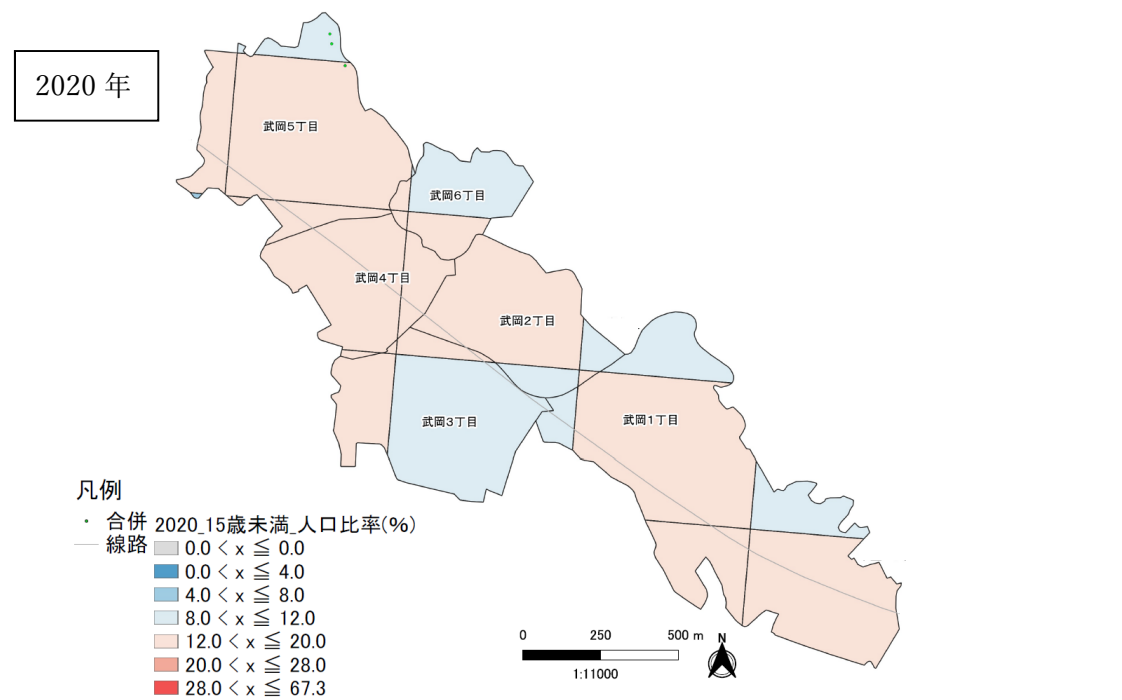 2020 年
武岡5丁目
武岡6丁目
武岡4丁目
武岡2丁目
武岡3丁目
武岡1丁目
凡例
合併
線路
2020_15歳未満_人口比率(%)
0.0 < x ≦ 0.0
0.0 < x ≦ 4.0
4.0 < x ≦ 8.0
8.0 < x ≦ 12.0
12.0 < x ≦ 20.0
20.0 < x ≦ 28.0
28.0 < x ≦ 67.3
0 250 500 m
1:11000
N